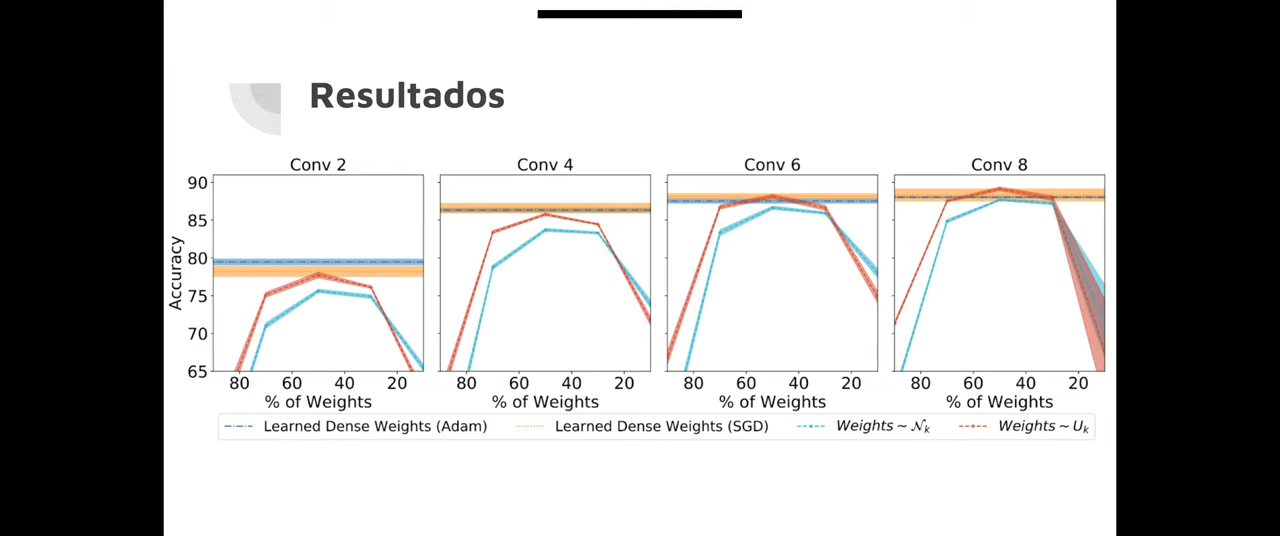 Resultados
Conv 2 Conv 4 Conv 6 Conv 8
90
85
80
75
70
65
Accuracy
80 60 40 20 80 60 40 20 80 60 40 20 80 60 40 20
% of Weights % of Weights % of Weights % of Weights
Learned Dense Weights (Adam) Learned Dense Weights (SGD) Weights ~ 𝒩k Weights ~ Uk